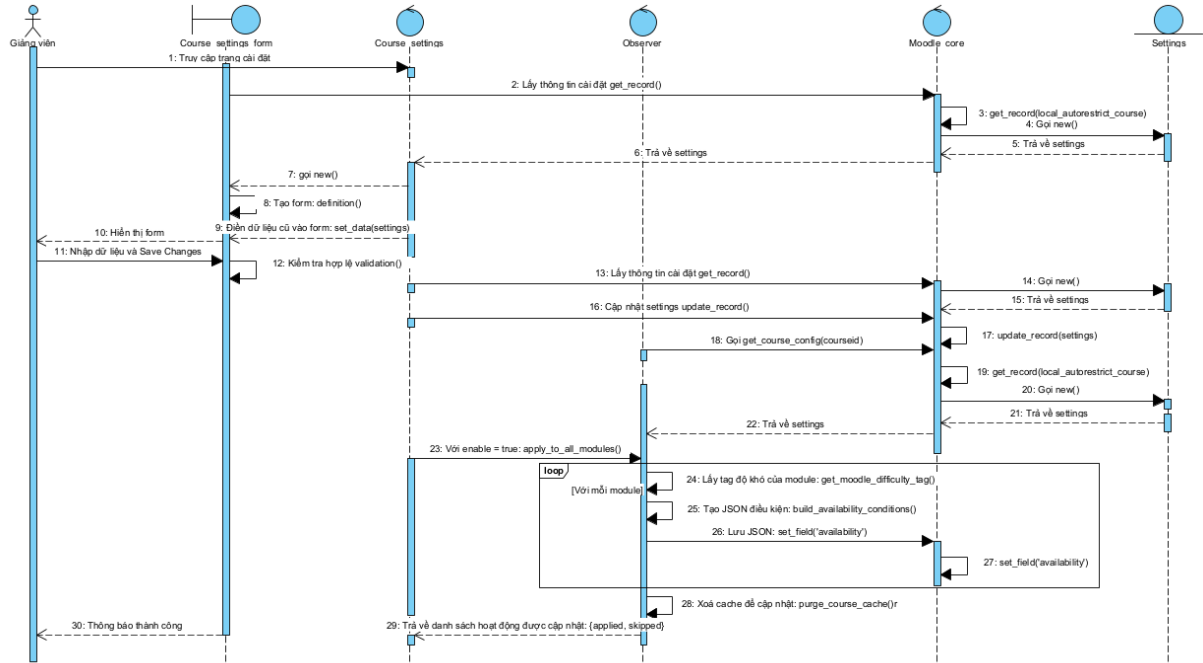 Giảng viên
Course_settings_form
Course_settings
Observer
Moodle_core
Settings
1: Truy cập trang cài đặt
2: Lấy thông tin cài đặt get_record()
3: get_record(local_autorestrict_course)
4: Gọi new()
5: Trả về settings
6: Trả về settings
7: gọi new()
8: Tạo form: definition()
9: Điền dữ liệu cũ vào form: set_data(settings)
10: Hiển thị form
11: Nhập dữ liệu và Save Changes
12: Kiểm tra hợp lệ validation()
13: Lấy thông tin cài đặt get_record()
14: Gọi new()
15: Trả về settings
16: Cập nhật settings update_record()
17: update_record(settings)
18: Gọi get_course_config(courseid)
19: get_record(local_autorestrict_course)
20: Gọi new()
21: Trả về settings
22: Trả về settings
23: Với enable = true: apply_to_all_modules()
loop
[Với mỗi module]
24: Lấy tag độ khó của module: get_moodle_difficulty_tag()
25: Tạo JSON điều kiện: build_availability_conditions()
26: Lưu JSON: set_field('availability')
27: set_field('availability')
28: Xoá cache để cập nhật: purge_course_cache()r
29: Trả về danh sách hoạt động được cập nhật: {applied, skipped}
30: Thông báo thành công